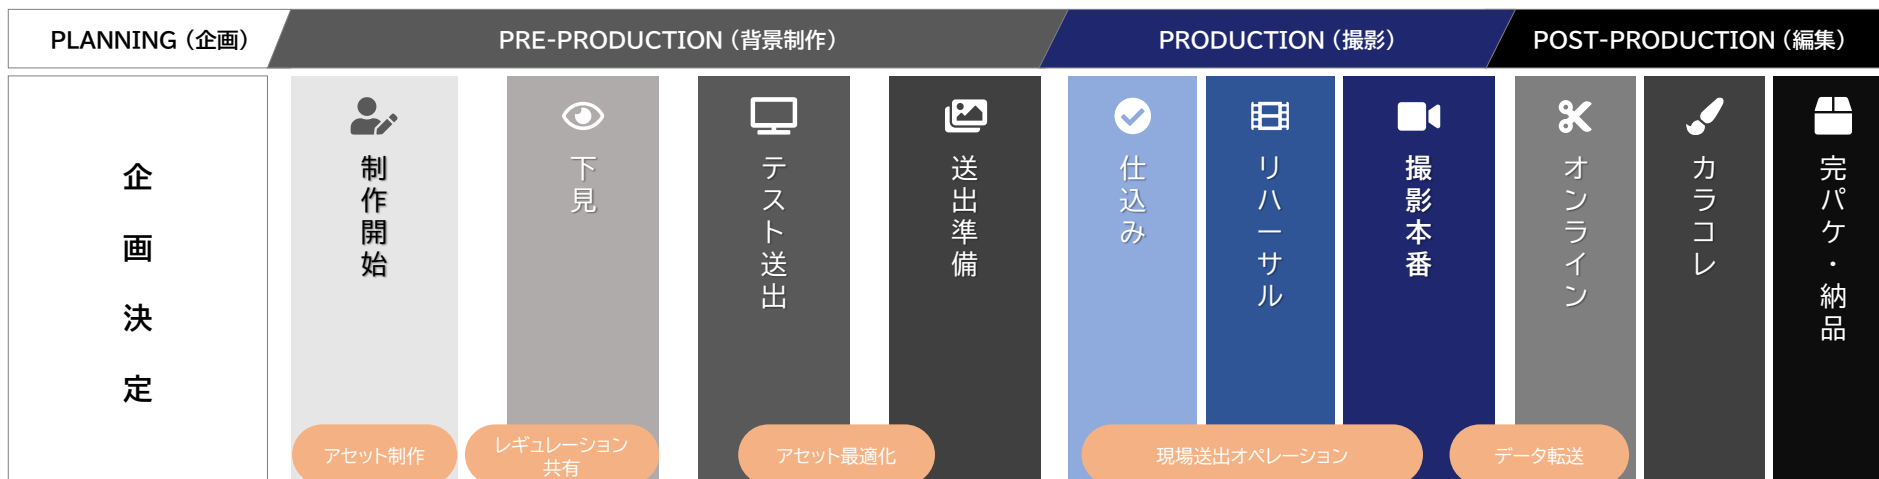 PLANNING（企画）
PRE-PRODUCTION（背景制作）
PRODUCTION（撮影）
POST-PRODUCTION（編集）
企画決定
制作開始
下見
テスト送出
送出準備
仕込み
リハーサル
撮影本番
オンライン
カラコレ
完パケ・納品
アセット制作
レギュレーション
共有
アセット最適化
現場送出オペレーション
データ転送